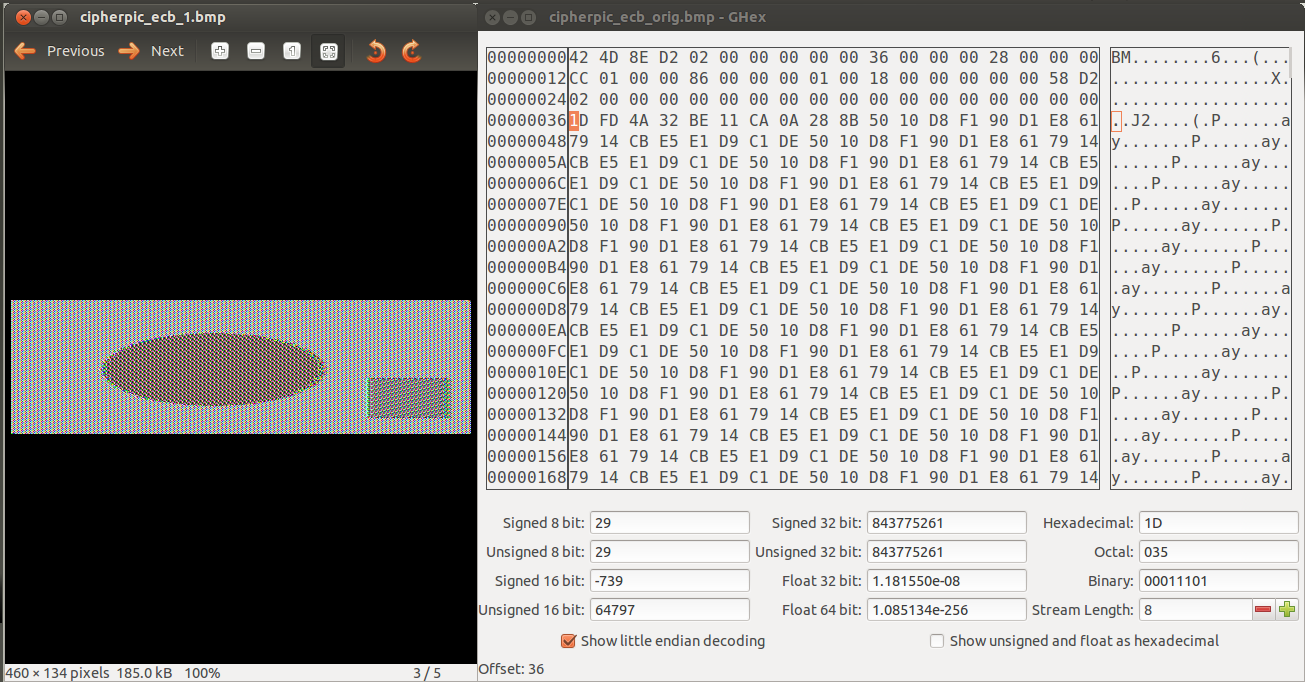 cipherpic_ecb_1.bmp
Previous Next
460 × 134 pixels 185.0 kB 100% 3 / 5
cipherpic_ecb_orig.bmp - GHex
00000000 42 4D 8E D2 02 00 00 00 00 00 36 00 00 00 28 00 00 00 BM........6...(...
00000012 CC 01 00 00 86 00 00 00 01 00 18 00 00 00 00 00 58 D2 ................X.
00000024 02 00 00 00 00 00 00 00 00 00 00 00 00 00 00 00 00 00 ..................
00000036 1D FD 4A 32 BE 11 CA 0A 28 8B 50 10 D8 F1 90 D1 E8 61 ..J2....(.P......a
00000048 79 14 CB E5 E1 D9 C1 DE 50 10 D8 F1 90 D1 E8 61 79 14 y.......P......ay.
0000005A CB E5 E1 D9 C1 DE 50 10 D8 F1 90 D1 E8 61 79 14 CB E5 ......P......ay...
0000006C E1 D9 C1 DE 50 10 D8 F1 90 D1 E8 61 79 14 CB E5 E1 D9 ....P......ay.....
0000007E C1 DE 50 10 D8 F1 90 D1 E8 61 79 14 CB E5 E1 D9 C1 DE ..P......ay.......
00000090 50 10 D8 F1 90 D1 E8 61 79 14 CB E5 E1 D9 C1 DE 50 10 P......ay.......P.
000000A2 D8 F1 90 D1 E8 61 79 14 CB E5 E1 D9 C1 DE 50 10 D8 F1 .....ay.......P...
000000B4 90 D1 E8 61 79 14 CB E5 E1 D9 C1 DE 50 10 D8 F1 90 D1 ...ay.......P.....
000000C6 E8 61 79 14 CB E5 E1 D9 C1 DE 50 10 D8 F1 90 D1 E8 61 .ay.......P......a
000000D8 79 14 CB E5 E1 D9 C1 DE 50 10 D8 F1 90 D1 E8 61 79 14 y.......P......ay.
000000EA CB E5 E1 D9 C1 DE 50 10 D8 F1 90 D1 E8 61 79 14 CB E5 ......P......ay...
000000FC E1 D9 C1 DE 50 10 D8 F1 90 D1 E8 61 79 14 CB E5 E1 D9 ....P......ay.....
0000010E C1 DE 50 10 D8 F1 90 D1 E8 61 79 14 CB E5 E1 D9 C1 DE ..P......ay.......
00000120 50 10 D8 F1 90 D1 E8 61 79 14 CB E5 E1 D9 C1 DE 50 10 P......ay.......P.
00000132 D8 F1 90 D1 E8 61 79 14 CB E5 E1 D9 C1 DE 50 10 D8 F1 .....ay.......P...
00000144 90 D1 E8 61 79 14 CB E5 E1 D9 C1 DE 50 10 D8 F1 90 D1 ...ay.......P.....
00000156 E8 61 79 14 CB E5 E1 D9 C1 DE 50 10 D8 F1 90 D1 E8 61 .ay.......P......a
00000168 79 14 CB E5 E1 D9 C1 DE 50 10 D8 F1 90 D1 E8 61 79 14 y.......P......ay.
Signed 8 bit: 29 Signed 32 bit: 843775261 Hexadecimal: 1D
Unsigned 8 bit: 29 Unsigned 32 bit: 843775261 Octal: 035
Signed 16 bit: -739 Float 32 bit: 1.181550e-08 Binary: 00011101
Unsigned 16 bit: 64797 Float 64 bit: 1.085134e-256 Stream Length: 8
Show little endian decoding Show unsigned and float as hexadecimal
Offset: 36